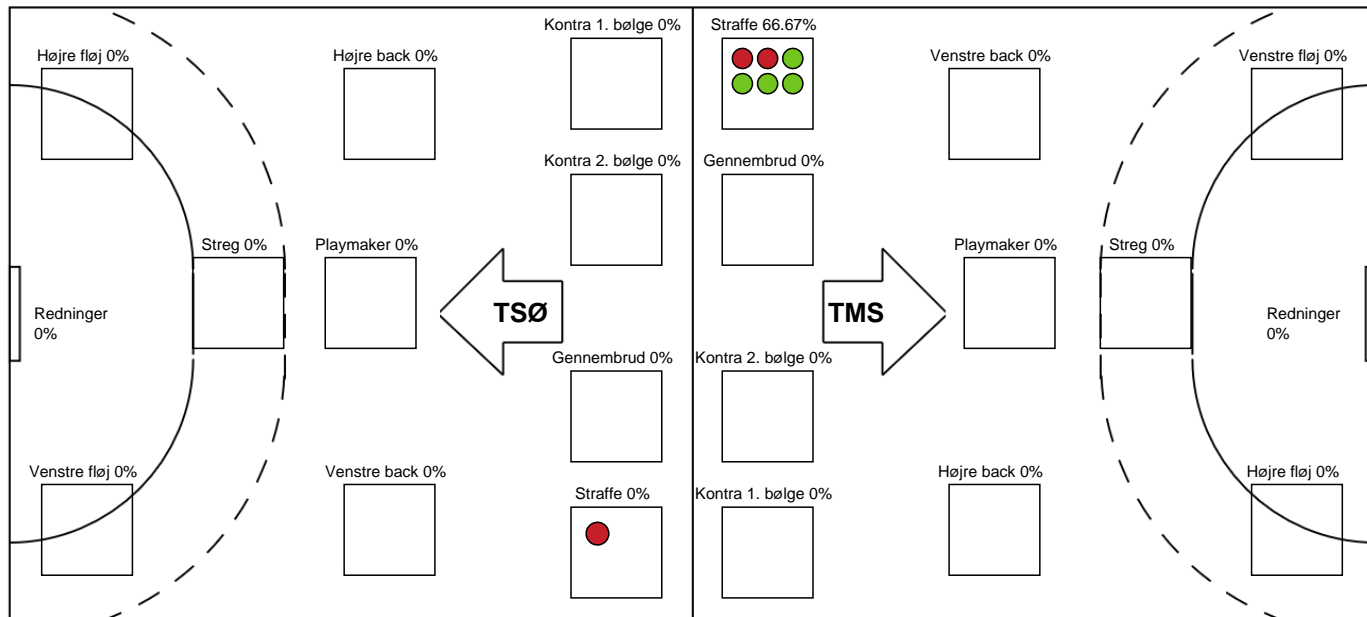 Kontra 1. bølge 0%
Straffe 66.67%
Højre fløj 0%
Højre back 0%
Venstre back 0%
Venstre fløj 0%
Kontra 2. bølge 0%
Gennembrud 0%
Streg 0%
Playmaker 0%
Playmaker 0%
Streg 0%
Redninger
0%
TSØ
TMS
Redninger
0%
Gennembrud 0%
Kontra 2. bølge 0%
Venstre fløj 0%
Venstre back 0%
Højre back 0%
Højre fløj 0%
Straffe 0%
Kontra 1. bølge 0%